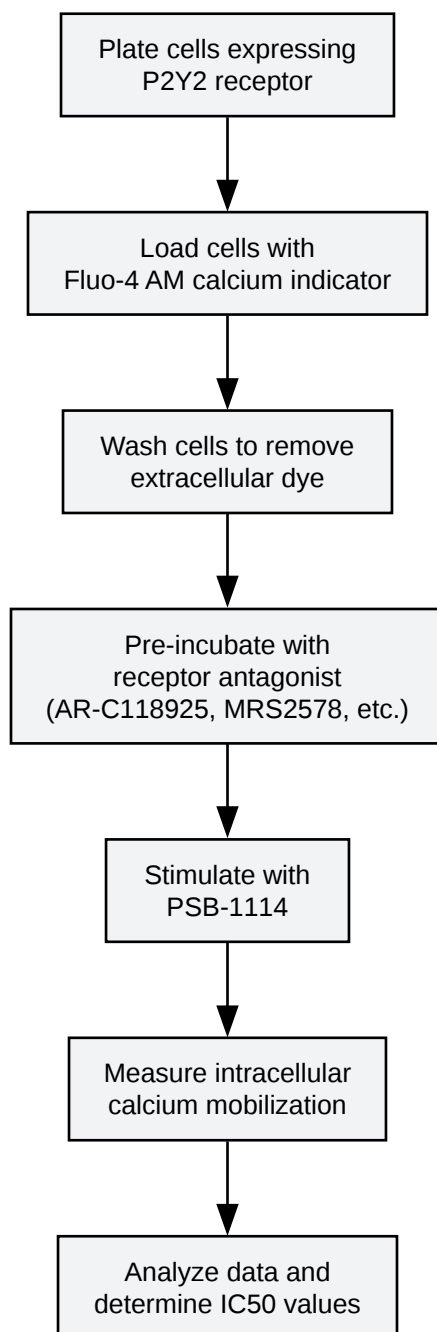 Plate cells expressing
P2Y2 receptor
Load cells with
Fluo-4 AM calcium indicator
Wash cells to remove
extracellular dye
Pre-incubate with
receptor antagonist
(AR-C118925, MRS2578, etc.)
Stimulate with
PSB-1114
Measure intracellular
calcium mobilization
Analyze data and
determine IC50 values